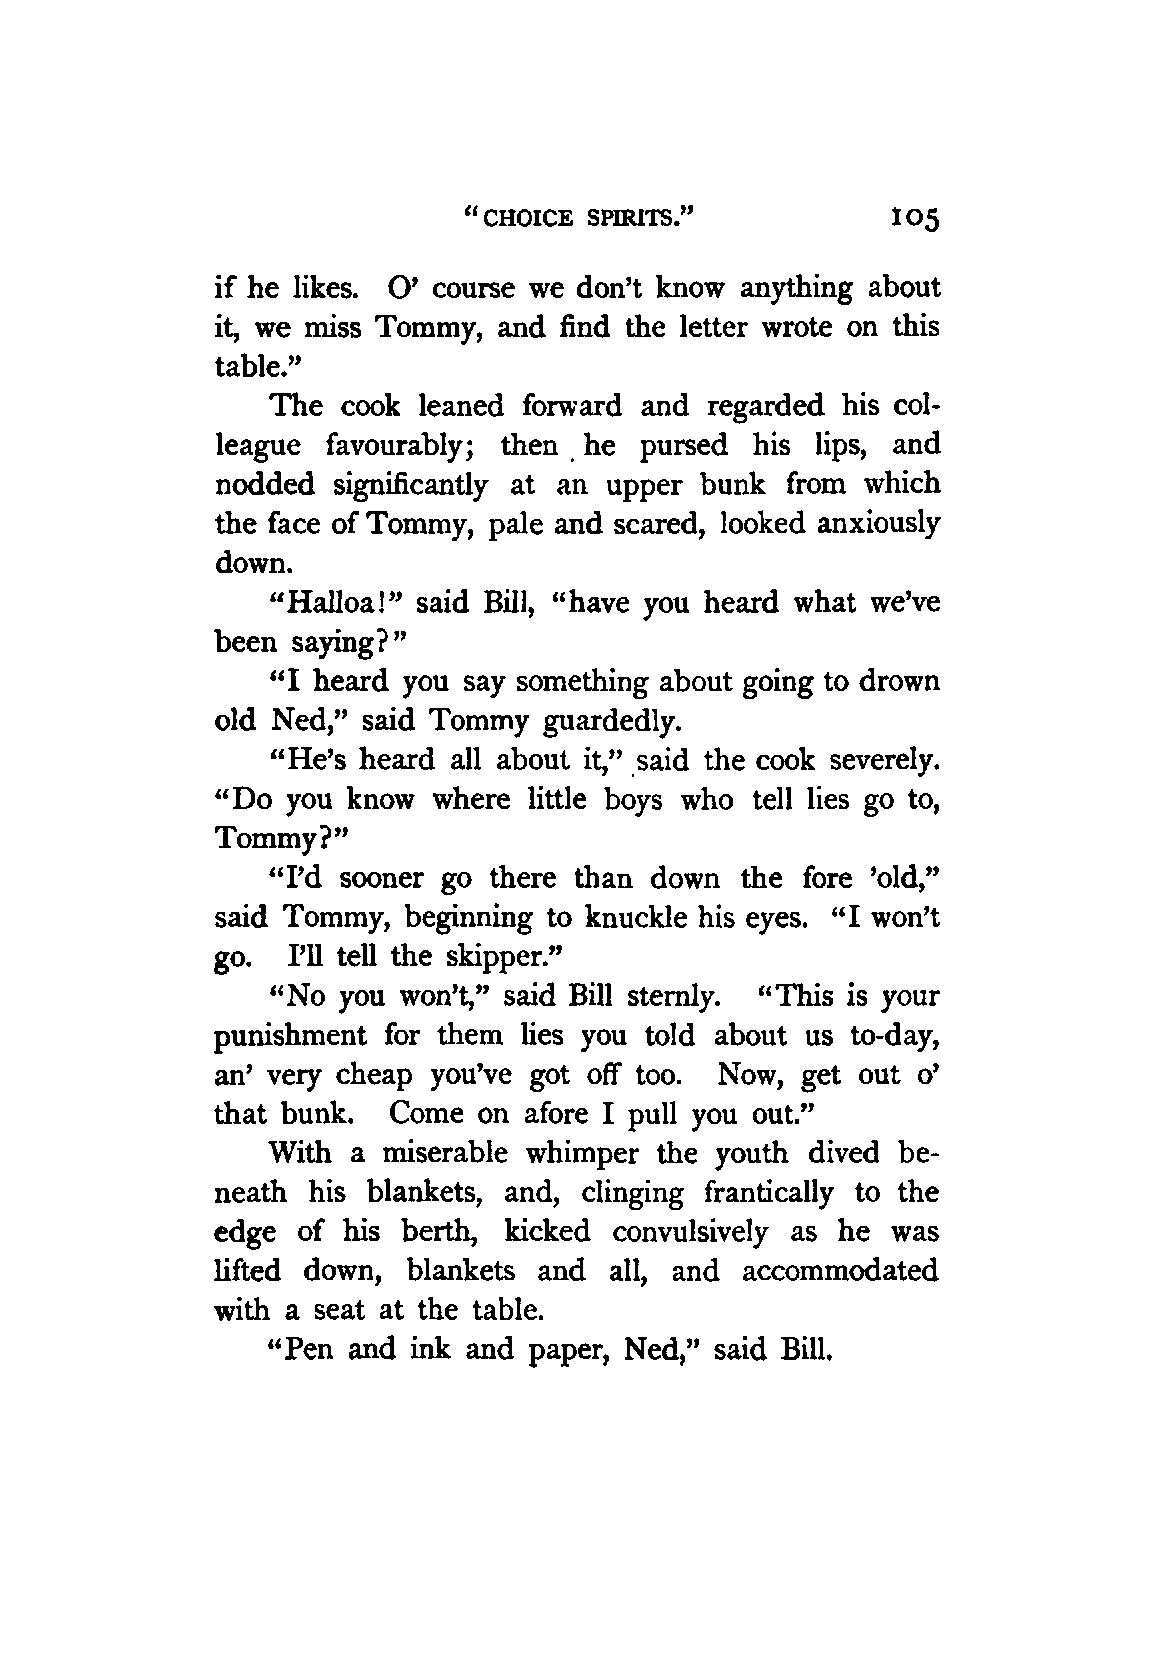 "CHOICE SPIRITS." 105
if he likes. O' course we don't know anything about
it, we miss Tommy, and find the letter wrote on this
table."
The cook leaned forward and regarded his col-
league favourably; then he pursed his lips, and
nodded significantly at an upper bunk from which
the face of Tommy, pale and scared, looked anxiously
down.
"Halloa!" said Bill, "have you heard what we've
been saying?"
"I heard you say something about going to drown
old Ned," said Tommy guardedly.
"He's heard all about it," said the cook severely.
"Do you know where little boys who tell lies go to,
Tommy?"
"I'd sooner go there than down the fore 'old,"
said Tommy, beginning to knuckle his eyes. "I won't
go. I'll tell the skipper."
"No you won't," said Bill sternly. "This is your
punishment for them lies you told about us to-day,
an' very cheap you've got off too. Now, get out o'
that bunk. Come on afore I pull you out."
With a miserable whimper the youth dived be-
neath his blankets, and, clinging frantically to the
edge of his berth, kicked convulsively as he was
lifted down, blankets and all, and accommodated
with a seat at the table.
"Pen and ink and paper, Ned," said Bill.